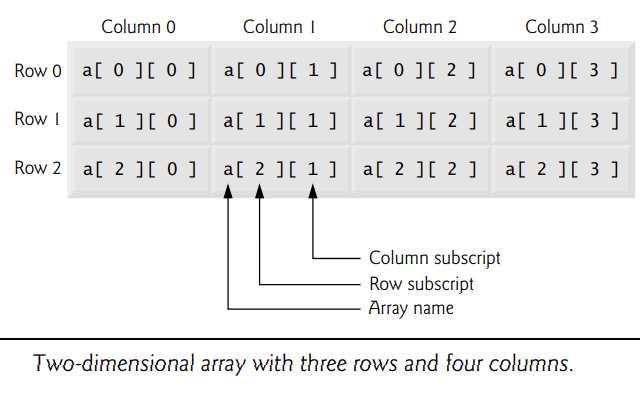 Column 0 Column 1 Column 2 Column 3
Row 0 a[ 0 ][ 0 ] a[ 0 ][ 1 ] a[ 0 ][ 2 ] a[ 0 ][ 3 ]
Row 1 a[ 1 ][ 0 ] a[ 1 ][ 1 ] a[ 1 ][ 2 ] a[ 1 ][ 3 ]
Row 2 a[ 2 ][ 0 ] a[ 2 ][ 1 ] a[ 2 ][ 2 ] a[ 2 ][ 3 ]
Column subscript
Row subscript
Array name
Two-dimensional array with three rows and four columns.